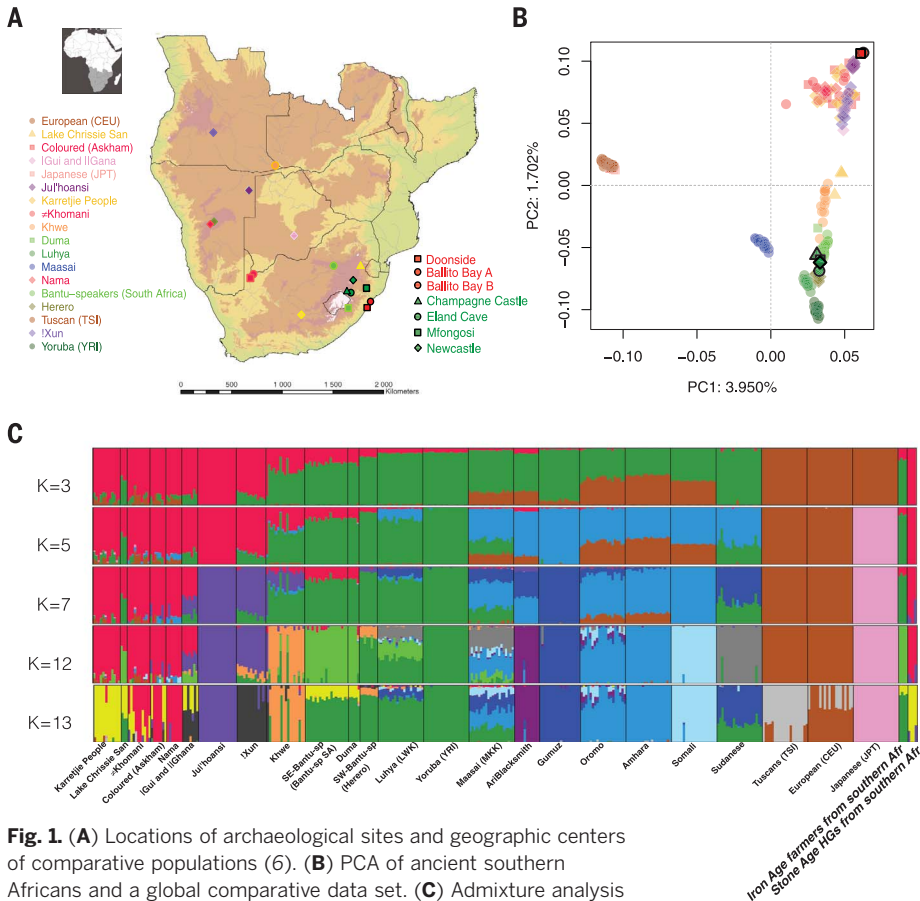 A
European (CEU)
Lake Chrissie San
Coloured (Askham)
IGui and IIGana
Japanese (JPT)
Jul'hoansi
Karretjie People
≠Khomani
Khwe
Duma
Luhya
Maasai
Nama
Bantu-speakers (South Africa)
Herero
Tuscan (TSI)
!Xun
Yoruba (YRI)
Doonside
Ballito Bay A
Ballito Bay B
Champagne Castle
Eland Cave
Mfongosi
Newcastle
0 500 1 000 1 500 2 000
Kilometers
B
PC2: 1.702%
0.10
0.05
0.00
−0.05
−0.10
−0.10 −0.05 0.00 0.05
PC1: 3.950%
C
K=3
K=5
K=7
K=12
K=13
Karretjie People
Lake Chrissie San
≠Khomani
Coloured (Askham)
Nama
IGui and IIGhana
Jul'hoansi
!Xun
Khwe
SE-Bantu-sp
(Bantu-sp SA)
Duma
SW-Bantu-sp
(Herero)
Luhya (LWK)
Yoruba (YRI)
Maasai (MKK)
AriBlacksmith
Gumuz
Oromo
Amhara
Somali
Sudanese
Tuscans (TSI)
European (CEU)
Japanese (JPT)
Iron Age farmers from southern Afr
Stone Age HGs from southern Afr
Fig. 1. (A) Locations of archaeological sites and geographic centers
of comparative populations (6). (B) PCA of ancient southern
Africans and a global comparative data set. (C) Admixture analysis